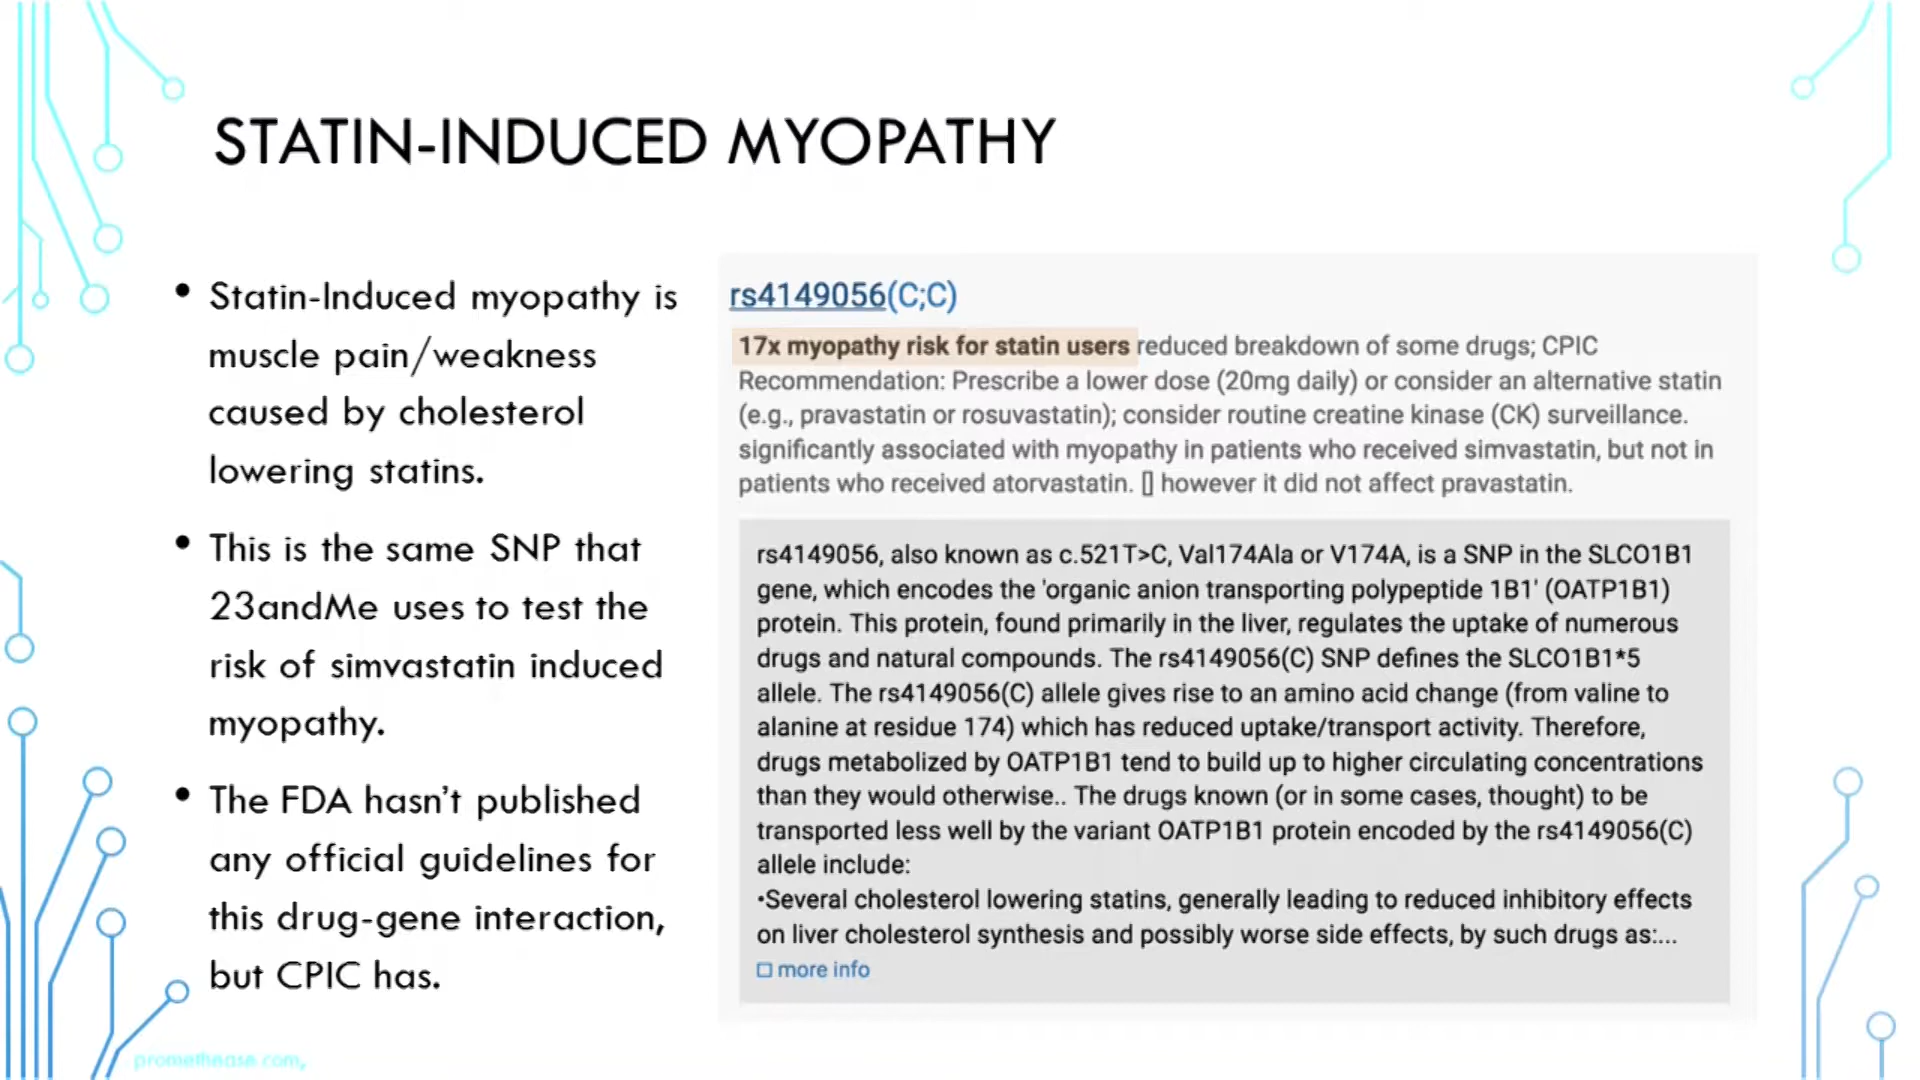 STATIN-INDUCED MYOPATHY
• Statin-Induced myopathy is
muscle pain/weakness
caused by cholesterol
lowering statins.
• This is the same SNP that
23andMe uses to test the
risk of simvastatin induced
myopathy.
• The FDA hasn't published
any official guidelines for
this drug-gene interaction,
but CPIC has.
rs4149056(C;C)
17x myopathy risk for statin users reduced breakdown of some drugs; CPIC
Recommendation: Prescribe a lower dose (20mg daily) or consider an alternative statin
(e.g., pravastatin or rosuvastatin); consider routine creatine kinase (CK) surveillance.
significantly associated with myopathy in patients who received simvastatin, but not in
patients who received atorvastatin. [] however it did not affect pravastatin.
rs4149056, also known as c.521T>C, Val174Ala or V174A, is a SNP in the SLCO1B1
gene, which encodes the 'organic anion transporting polypeptide 1B1' (OATP1B1)
protein. This protein, found primarily in the liver, regulates the uptake of numerous
drugs and natural compounds. The rs4149056(C) SNP defines the SLCO1B1*5
allele. The rs4149056(C) allele gives rise to an amino acid change (from valine to
alanine at residue 174) which has reduced uptake/transport activity. Therefore,
drugs metabolized by OATP1B1 tend to build up to higher circulating concentrations
than they would otherwise.. The drugs known (or in some cases, thought) to be
transported less well by the variant OATP1B1 protein encoded by the rs4149056(C)
allele include:
•Several cholesterol lowering statins, generally leading to reduced inhibitory effects
on liver cholesterol synthesis and possibly worse side effects, by such drugs as:...
more info
promethease.com,